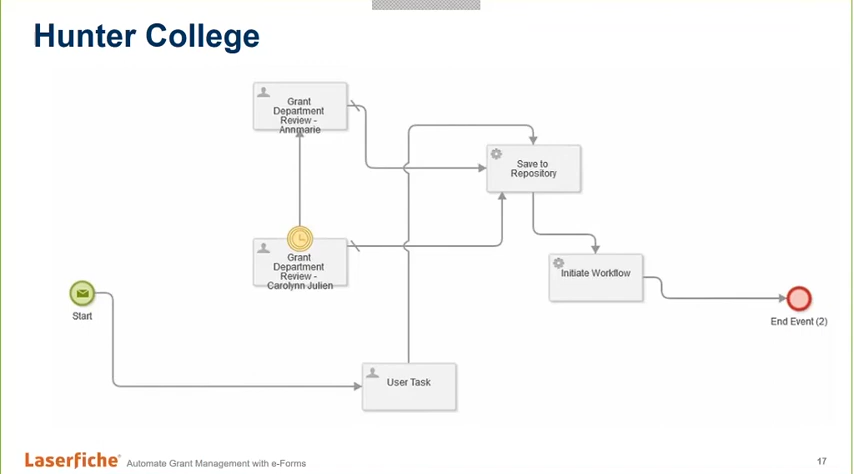 Hunter College
Grant
Department
Review -
Annmarie
Save to
Repository
Grant
Department
Review -
Carolynn Julien
Initiate Workflow
Start
End Event (2)
User Task
Laserfiche® Automate Grant Management with e-Forms
17